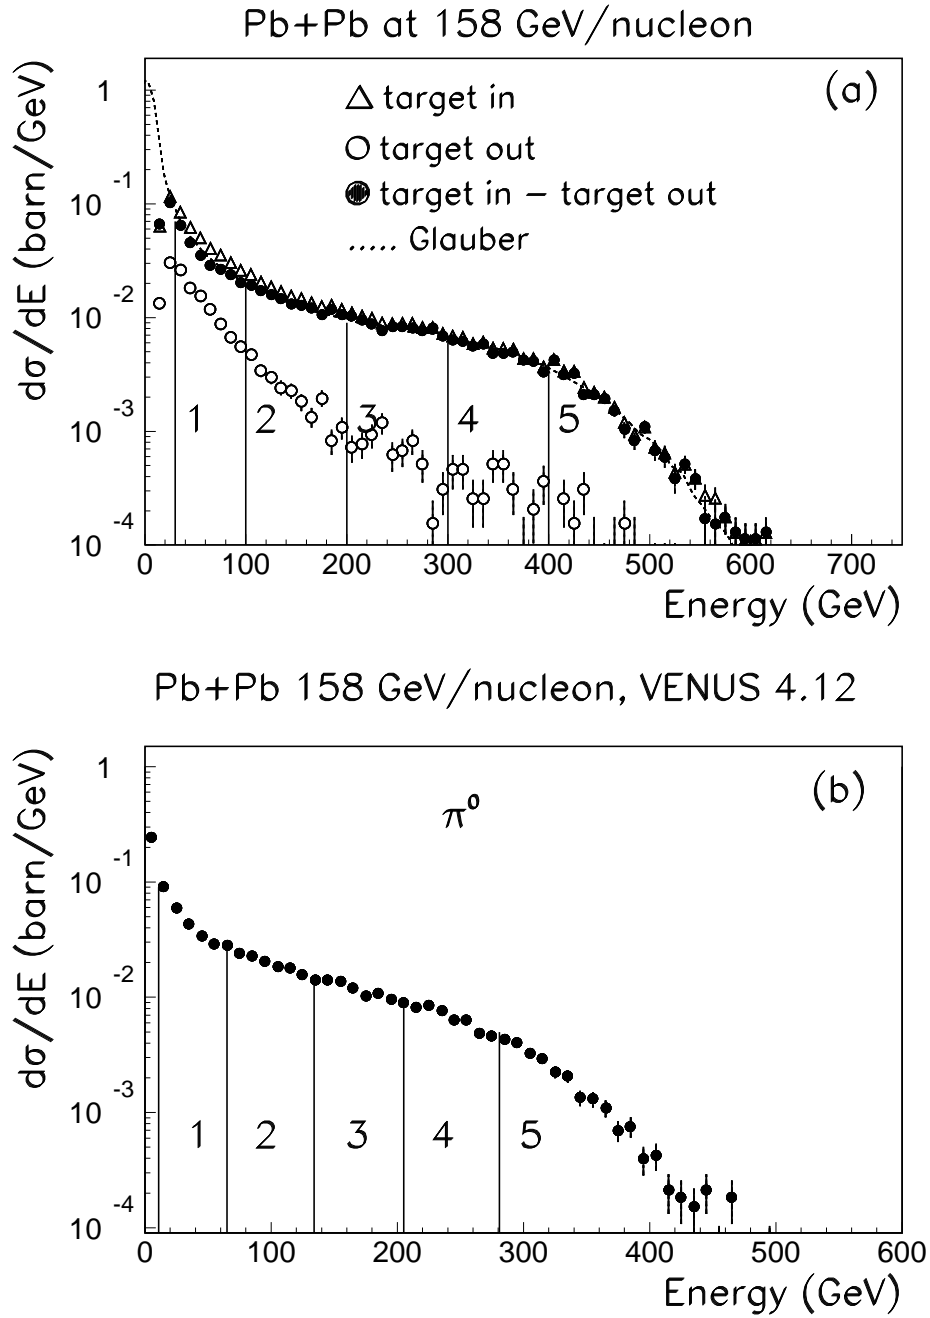 Pb+Pb at 158 GeV/nucleon
(a)
1
△ target in
○ target out
● target in – target out
..... Glauber
10 -1
10 -2
10 -3
10 -4
dσ/dE (barn/GeV)
1 2 3 4 5
0 100 200 300 400 500 600 700
Energy (GeV)
Pb+Pb 158 GeV/nucleon, VENUS 4.12
(b)
1
π⁰
10 -1
10 -2
10 -3
10 -4
dσ/dE (barn/GeV)
1 2 3 4 5
0 100 200 300 400 500 600
Energy (GeV)